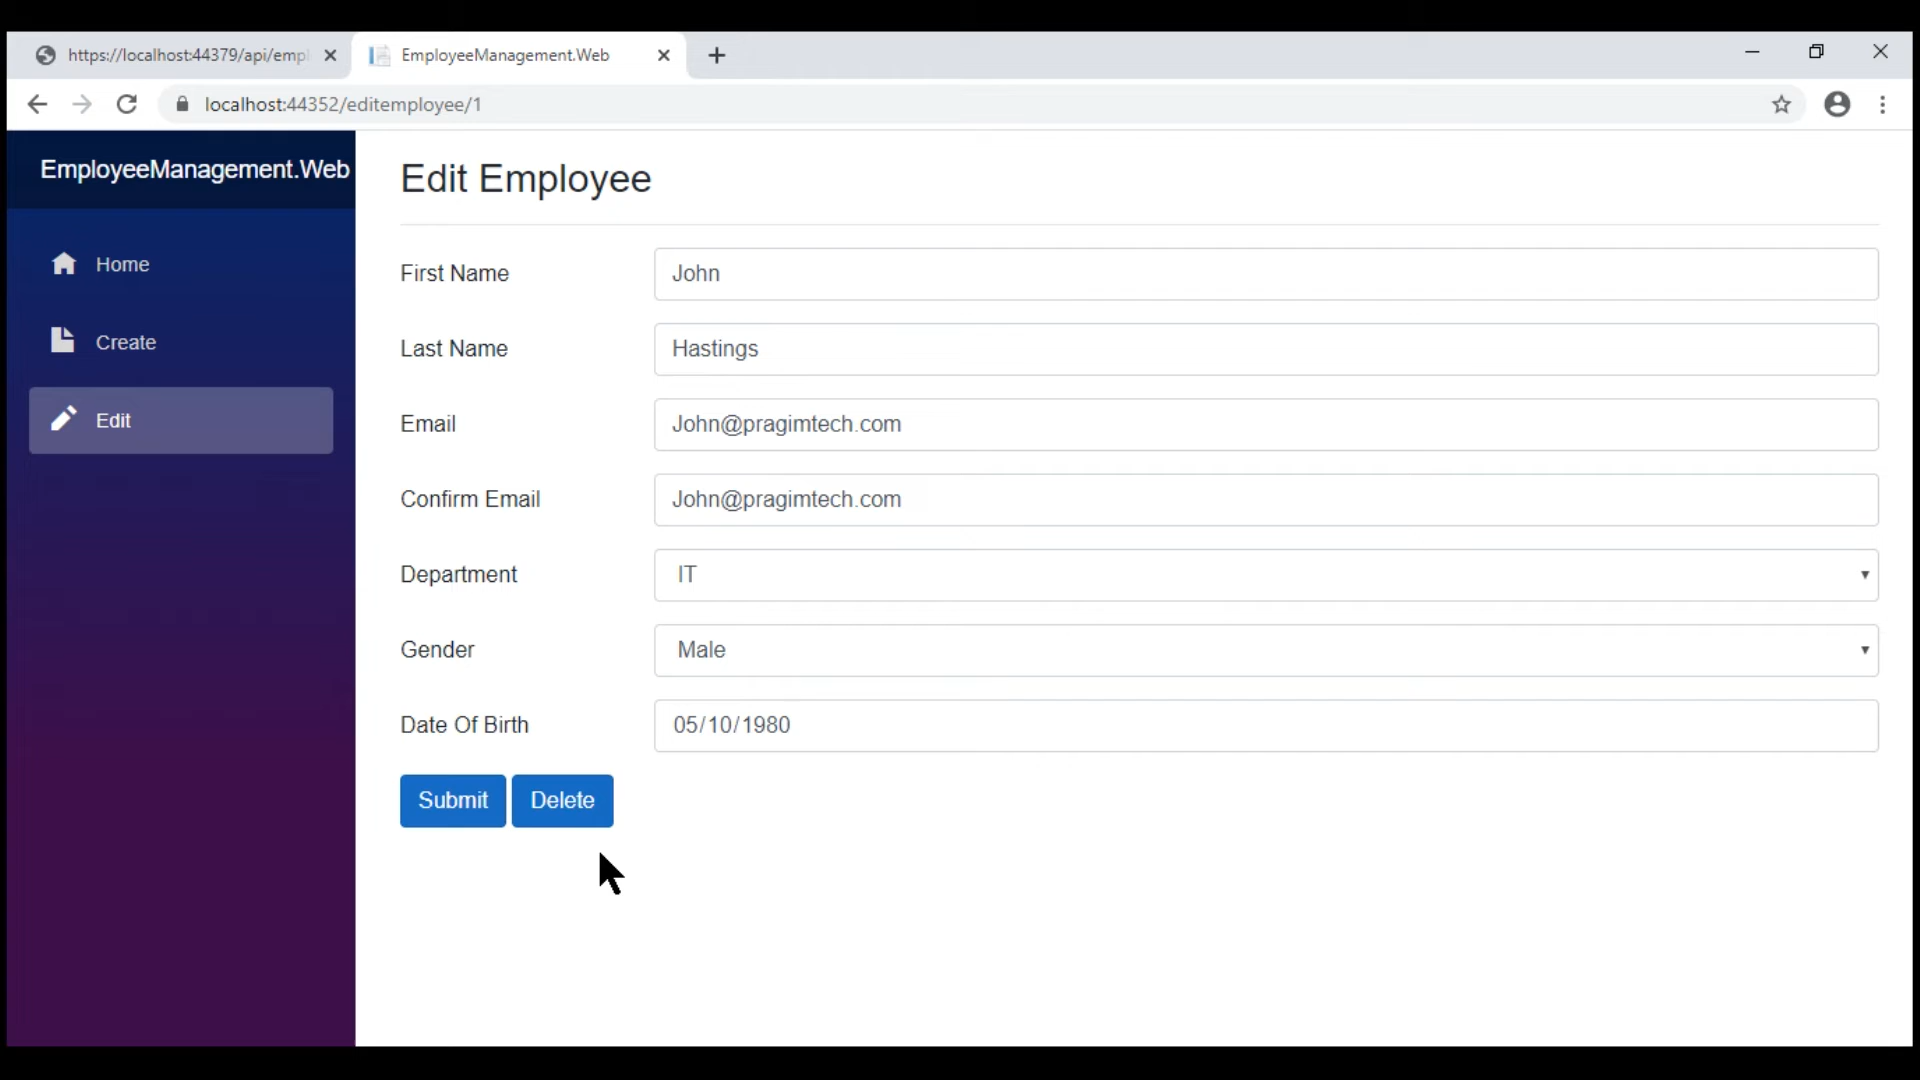 https://localhost:44379/api/emp
EmployeeManagement.Web
localhost:44352/editemployee/1
EmployeeManagement.Web
Home
Create
Edit
Edit Employee
First Name John
Last Name Hastings
Email John@pragimtech.com
Confirm Email John@pragimtech.com
Department IT
Gender Male
Date Of Birth 05/10/1980
Submit Delete